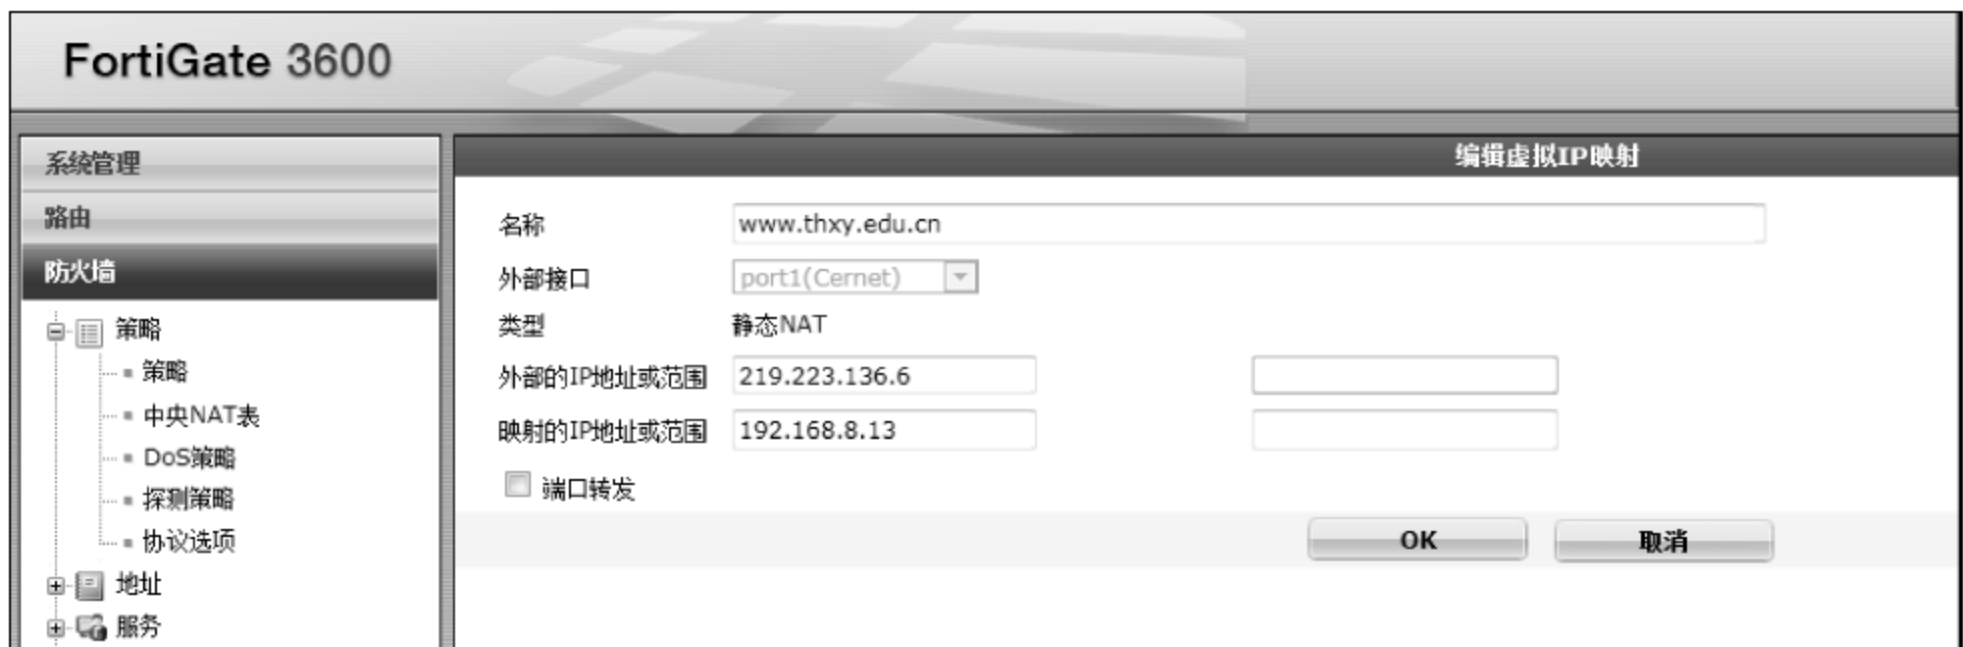 FortiGate 3600
系统管理
路由
防火墙
策略
策略
中央NAT表
DoS策略
探测策略
协议选项
地址
服务
编辑虚拟IP映射
名称 www.thxy.edu.cn
外部接口 port1(Cernet)
类型 静态NAT
外部的IP地址或范围 219.223.136.6
映射的IP地址或范围 192.168.8.13
端口转发
OK 取消